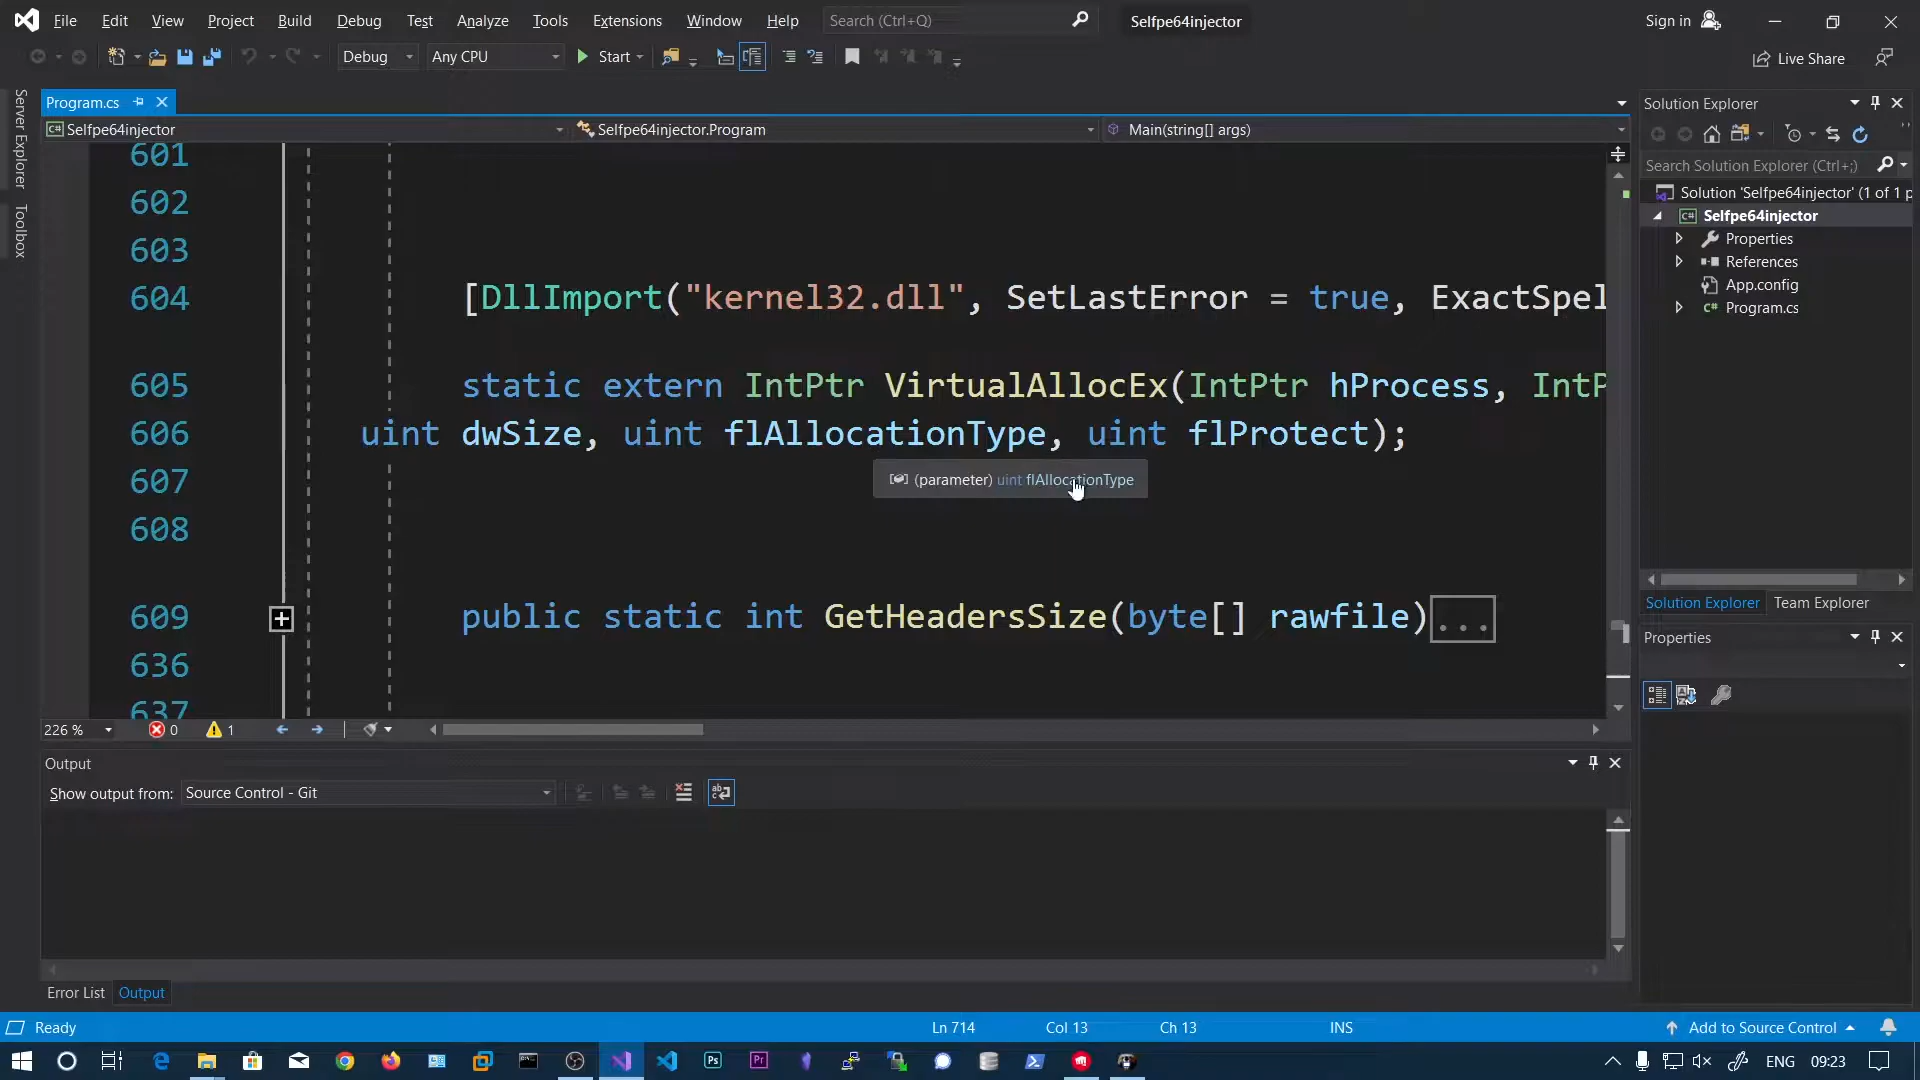 File Edit View Project Build Debug Test Analyze Tools Extensions Window Help Search (Ctrl+Q) Selfpe64injector Sign in
Debug Any CPU Start Live Share
Server Explorer
Toolbox
Program.cs
Selfpe64injector Selfpe64injector.Program Main(string[] args)
601
602
603
604 [DllImport("kernel32.dll", SetLastError = true, ExactSpel
605 static extern IntPtr VirtualAllocEx(IntPtr hProcess, IntP
606 uint dwSize, uint flAllocationType, uint flProtect);
607
(parameter) uint flAllocationType
608
609 public static int GetHeadersSize(byte[] rawfile)...
636
637
226 % 0 1
Output
Show output from: Source Control - Git
Error List Output
Solution Explorer
Search Solution Explorer (Ctrl+;)
Solution 'Selfpe64injector' (1 of 1 p
C# Selfpe64injector
Properties
References
App.config
C# Program.cs
Solution Explorer Team Explorer
Properties
Ready Ln 714 Col 13 Ch 13 INS Add to Source Control
Ps Pr ENG 09:23